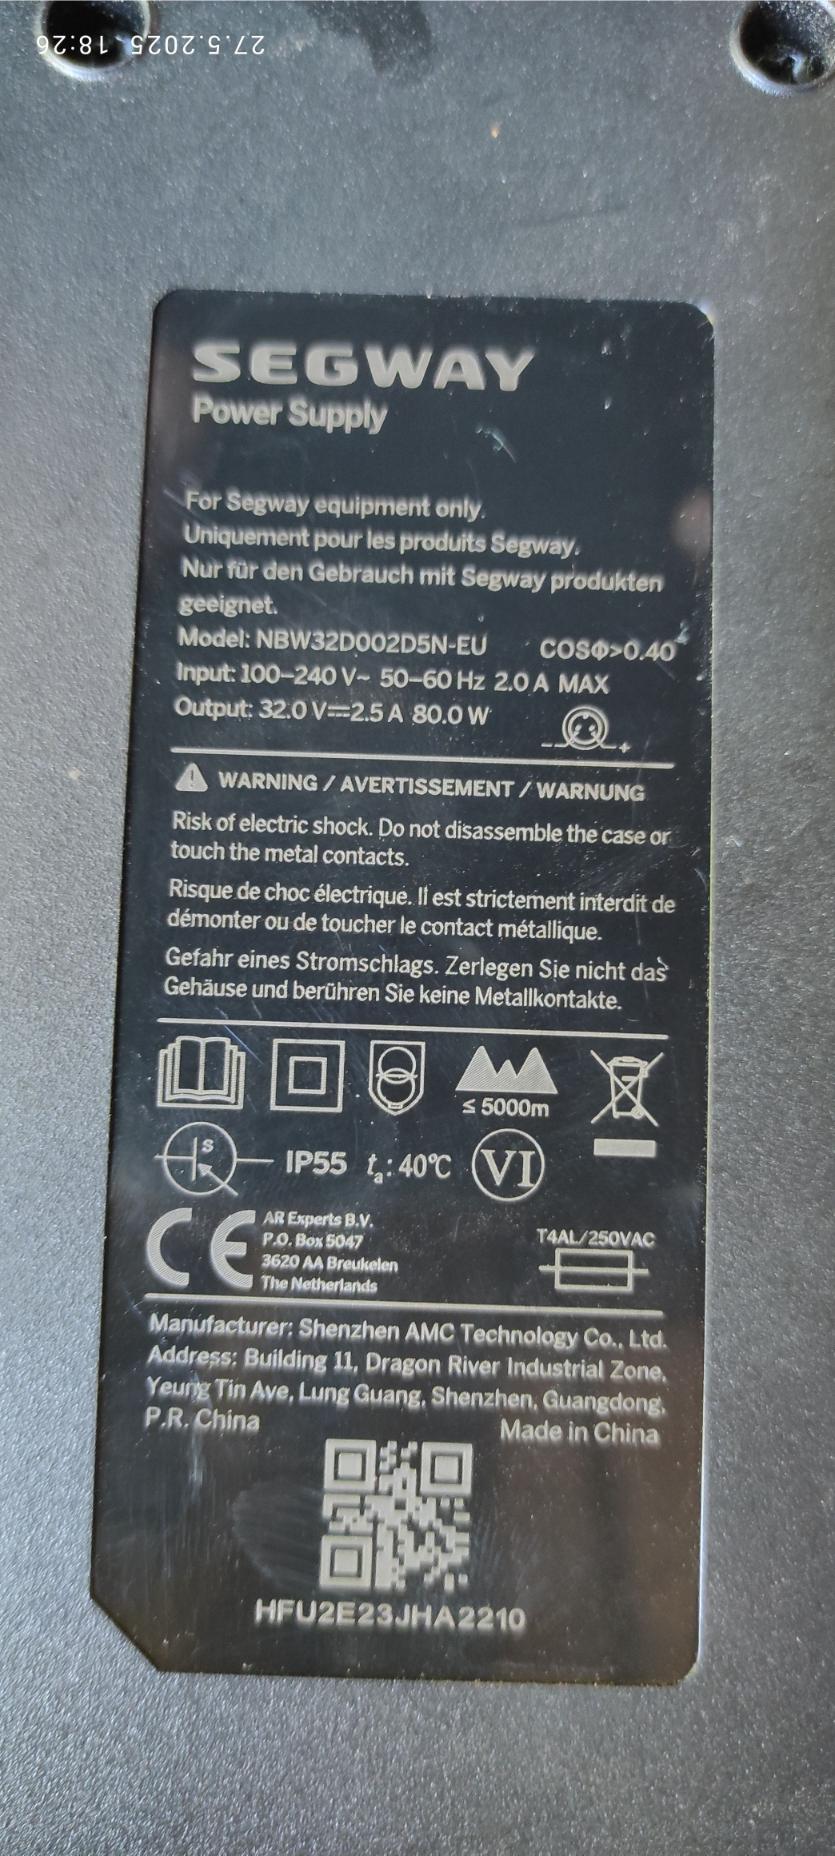 27.5.2025 18:26
SEGWAY
Power Supply
For Segway equipment only.
Uniquement pour les produits Segway.
Nur für den Gebrauch mit Segway produkten
geeignet.
Model: NBW32D002D5N-EU COSΦ>0.40
Input: 100–240 V~ 50–60 Hz 2.0 A MAX
Output: 32.0 V⎓2.5 A 80.0 W
- +
WARNING / AVERTISSEMENT / WARNUNG
Risk of electric shock. Do not disassemble the case or
touch the metal contacts.
Risque de choc électrique. Il est strictement interdit de
démonter ou de toucher le contact métallique.
Gefahr eines Stromschlags. Zerlegen Sie nicht das
Gehäuse und berühren Sie keine Metallkontakte.
≤ 5000m
S IP55 ta: 40℃ VI
CE
AR Experts B.V.
P.O. Box 5047
3620 AA Breukelen
The Netherlands
T4AL/250VAC
Manufacturer: Shenzhen AMC Technology Co., Ltd.
Address: Building 11, Dragon River Industrial Zone,
Yeung Tin Ave, Lung Guang, Shenzhen, Guangdong,
P.R. China Made in China
HFU2E23JHA2210